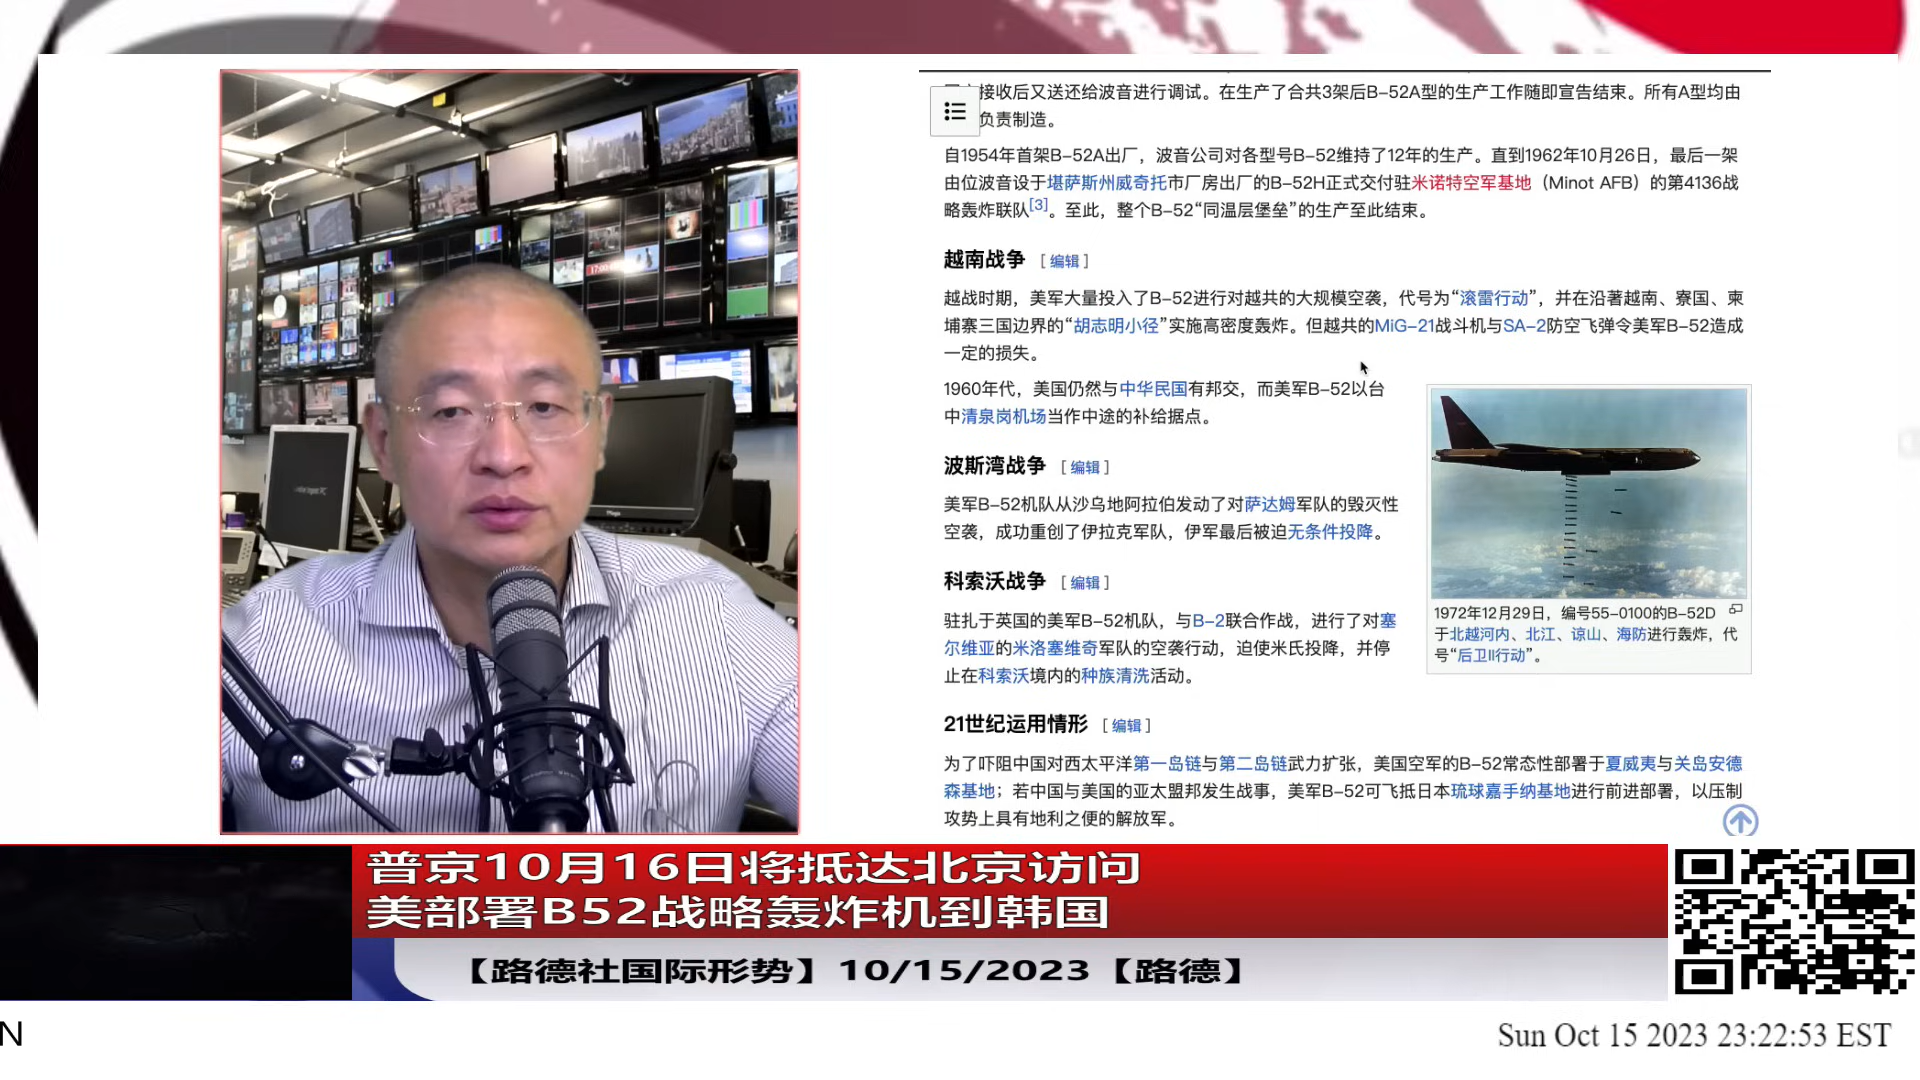 接收后又送还给波音进行调试。在生产了合共3架后B-52A型的生产工作随即宣告结束。所有A型均由
负责制造。
自1954年首架B-52A出厂，波音公司对各型号B-52维持了12年的生产。直到1962年10月26日，最后一架
由位波音设于堪萨斯州威奇托市厂房出厂的B-52H正式交付驻米诺特空军基地（Minot AFB）的第4136战
略轰炸联队[3]。至此，整个B-52“同温层堡垒”的生产至此结束。
越南战争 [编辑]
越战时期，美军大量投入了B-52进行对越共的大规模空袭，代号为“滚雷行动”，并在沿著越南、寮国、柬
埔寨三国边界的“胡志明小径”实施高密度轰炸。但越共的MiG-21战斗机与SA-2防空飞弹令美军B-52造成
一定的损失。
1960年代，美国仍然与中华民国有邦交，而美军B-52以台
中清泉岗机场当作中途的补给据点。
波斯湾战争 [编辑]
美军B-52机队从沙乌地阿拉伯发动了对萨达姆军队的毁灭性
空袭，成功重创了伊拉克军队，伊军最后被迫无条件投降。
科索沃战争 [编辑]
驻扎于英国的美军B-52机队，与B-2联合作战，进行了对塞
尔维亚的米洛塞维奇军队的空袭行动，迫使米氏投降，并停
止在科索沃境内的种族清洗活动。
1972年12月29日，编号55-0100的B-52D
于北越河内、北江、谅山、海防进行轰炸，代
号“后卫II行动”。
21世纪运用情形 [编辑]
为了吓阻中国对西太平洋第一岛链与第二岛链武力扩张，美国空军的B-52常态性部署于夏威夷与关岛安德
森基地；若中国与美国的亚太盟邦发生战事，美军B-52可飞抵日本琉球嘉手纳基地进行前进部署，以压制
攻势上具有地利之便的解放军。
普京10月16日将抵达北京访问
美部署B52战略轰炸机到韩国
【路德社国际形势】10/15/2023【路德】
N
Sun Oct 15 2023 23:22:53 EST